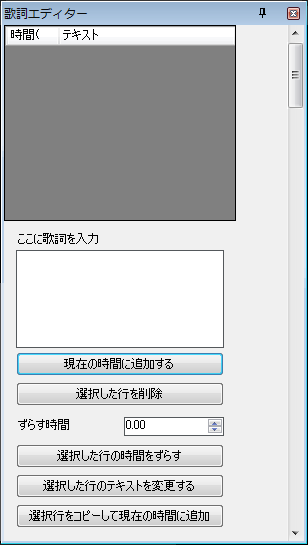 歌詞エディター
時間( テキスト
ここに歌詞を入力
現在の時間に追加する
選択した行を削除
ずらす時間 0.00
選択した行の時間をずらす
選択した行のテキストを変更する
選択行をコピーして現在の時間に追加